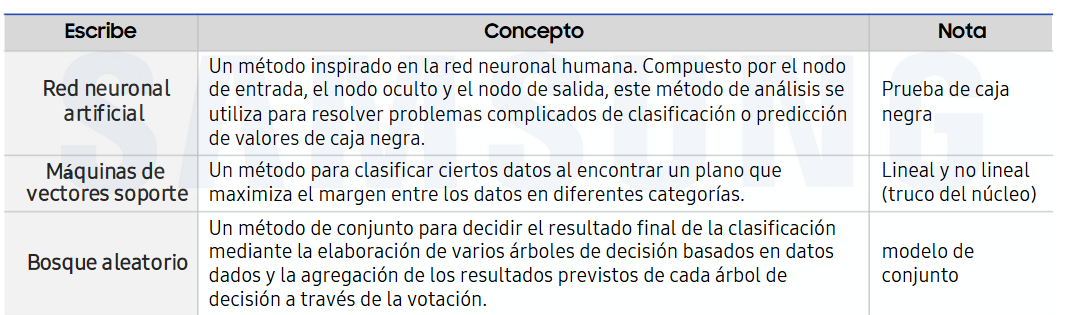 Escribe Concepto Nota
Red neuronal
artificial
Un método inspirado en la red neuronal humana. Compuesto por el nodo
de entrada, el nodo oculto y el nodo de salida, este método de análisis se
utiliza para resolver problemas complicados de clasificación o predicción
de valores de caja negra.
Prueba de caja
negra
Máquinas de
vectores soporte
Un método para clasificar ciertos datos al encontrar un plano que
maximiza el margen entre los datos en diferentes categorías.
Lineal y no lineal
(truco del núcleo)
Bosque aleatorio
Un método de conjunto para decidir el resultado final de la clasificación
mediante la elaboración de varios árboles de decisión basados en datos
dados y la agregación de los resultados previstos de cada árbol de
decisión a través de la votación.
modelo de
conjunto
SAMSUNG